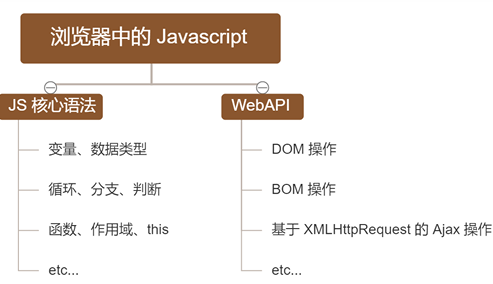 浏览器中的 Javascript
JS 核心语法
变量、数据类型
循环、分支、判断
函数、作用域、this
etc...
WebAPI
DOM 操作
BOM 操作
基于 XMLHttpRequest 的 Ajax 操作
etc...